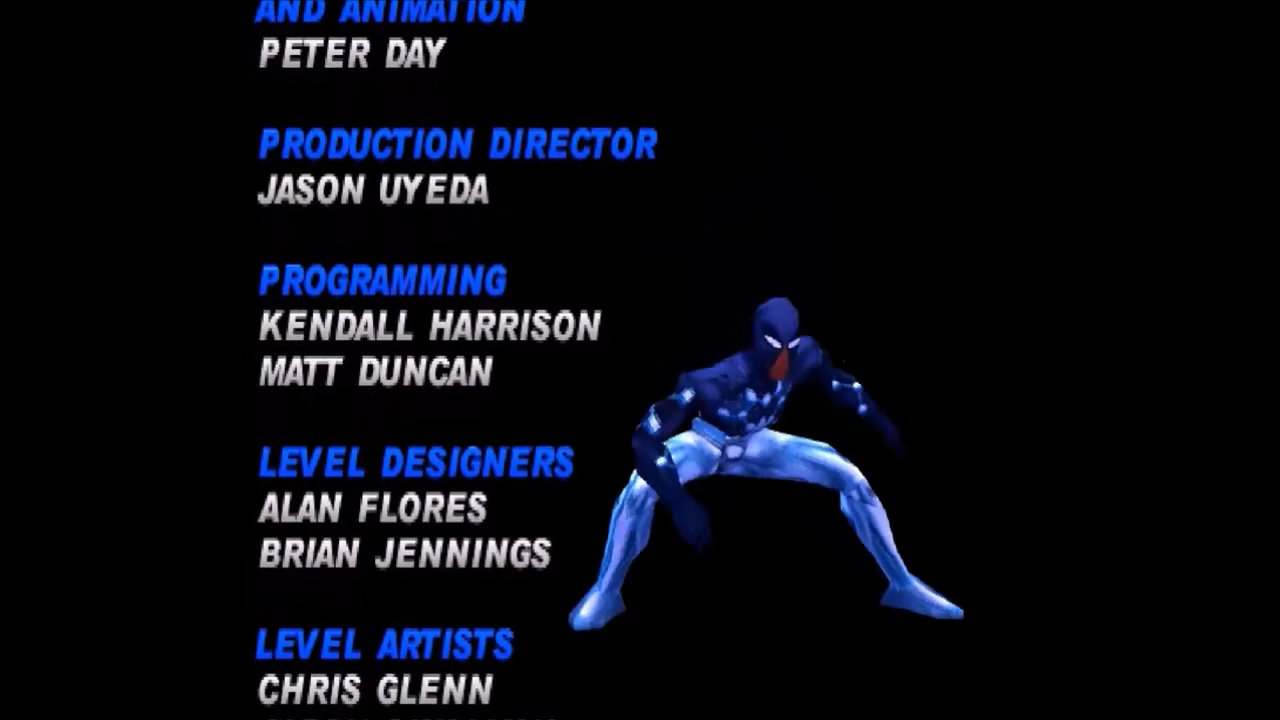 AND ANIMATION
PETER DAY
PRODUCTION DIRECTOR
JASON UYEDA
PROGRAMMING
KENDALL HARRISON
MATT DUNCAN
LEVEL DESIGNERS
ALAN FLORES
BRIAN JENNINGS
LEVEL ARTISTS
CHRIS GLENN